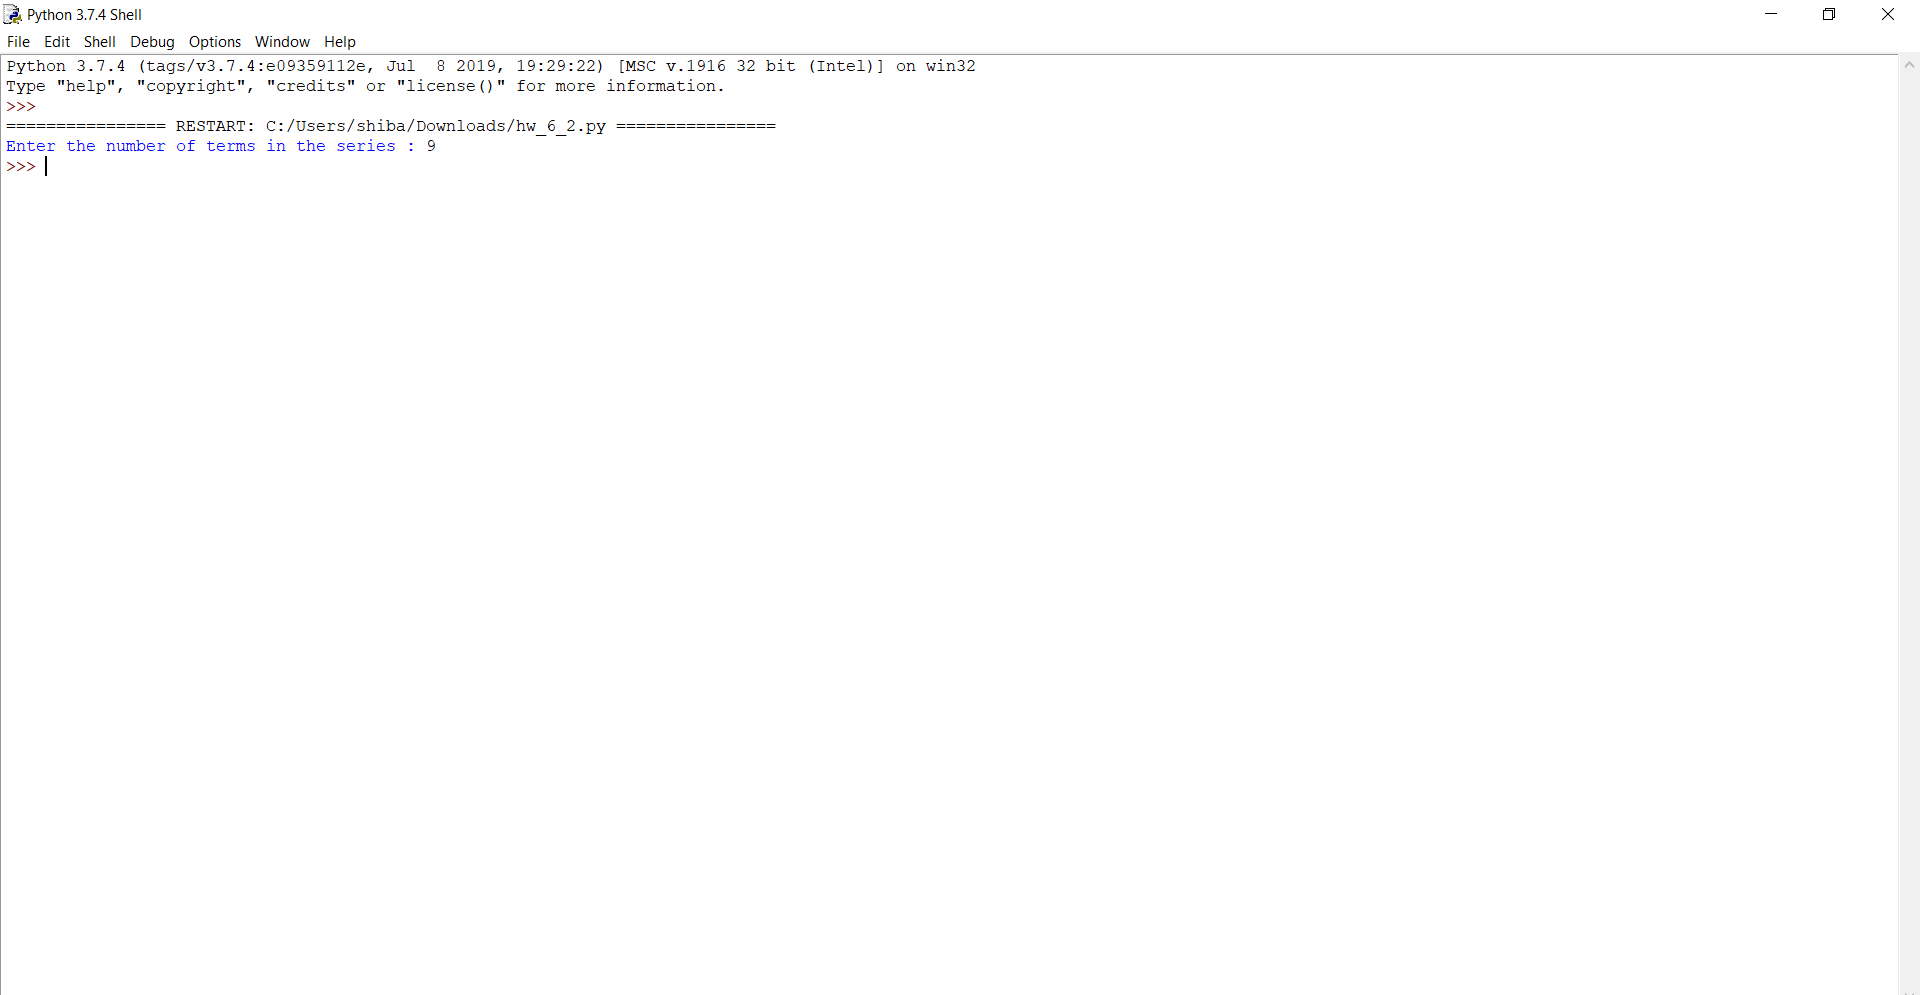 Python 3.7.4 Shell
File Edit Shell Debug Options Window Help
Python 3.7.4 (tags/v3.7.4:e09359112e, Jul  8 2019, 19:29:22) [MSC v.1916 32 bit (Intel)] on win32
Type "help", "copyright", "credits" or "license()" for more information.
>>>
================ RESTART: C:/Users/shiba/Downloads/hw_6_2.py ================
Enter the number of terms in the series : 9
>>>